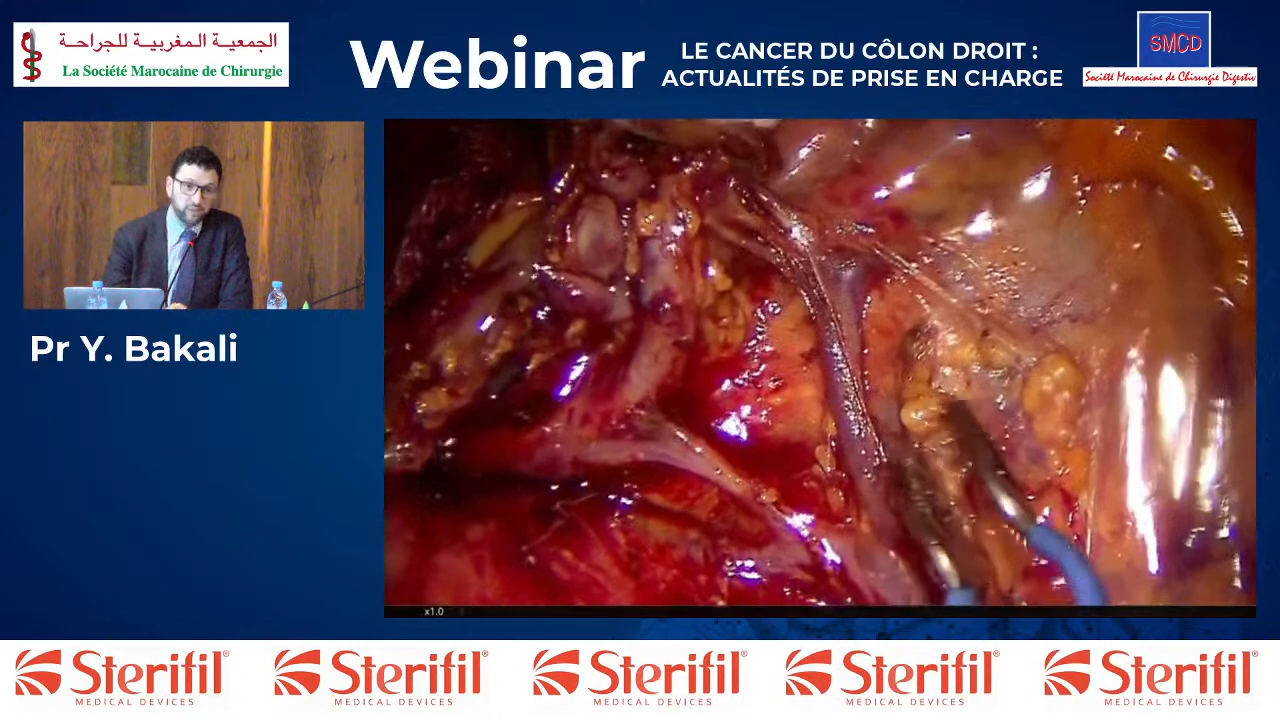 الجمعية المغربية للجراحة
La Société Marocaine de Chirurgie
Webinar
LE CANCER DU CÔLON DROIT :
ACTUALITÉS DE PRISE EN CHARGE
SMCD
Société Marocaine de Chirurgie Digestiv
Pr Y. Bakali
x1.0
Sterifil®
MEDICAL DEVICES
Sterifil®
MEDICAL DEVICES
Sterifil®
MEDICAL DEVICES
Sterifil®
MEDICAL DEVICES
Sterifil®
MEDICAL DEVICES